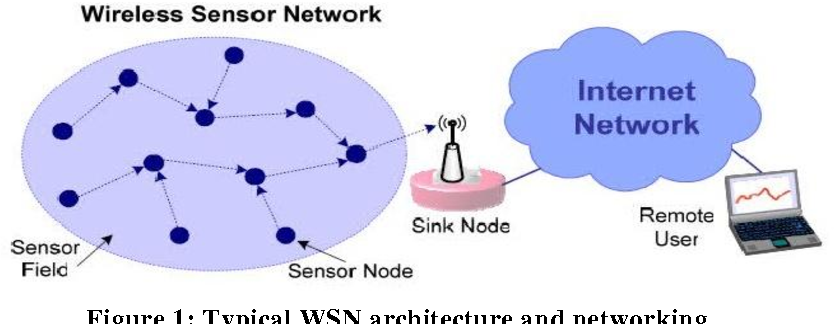 Wireless Sensor Network
Internet
Network
Sink Node
Remote
User
Sensor
Field
Sensor Node
Figure 1: Typical WSN architecture and networking